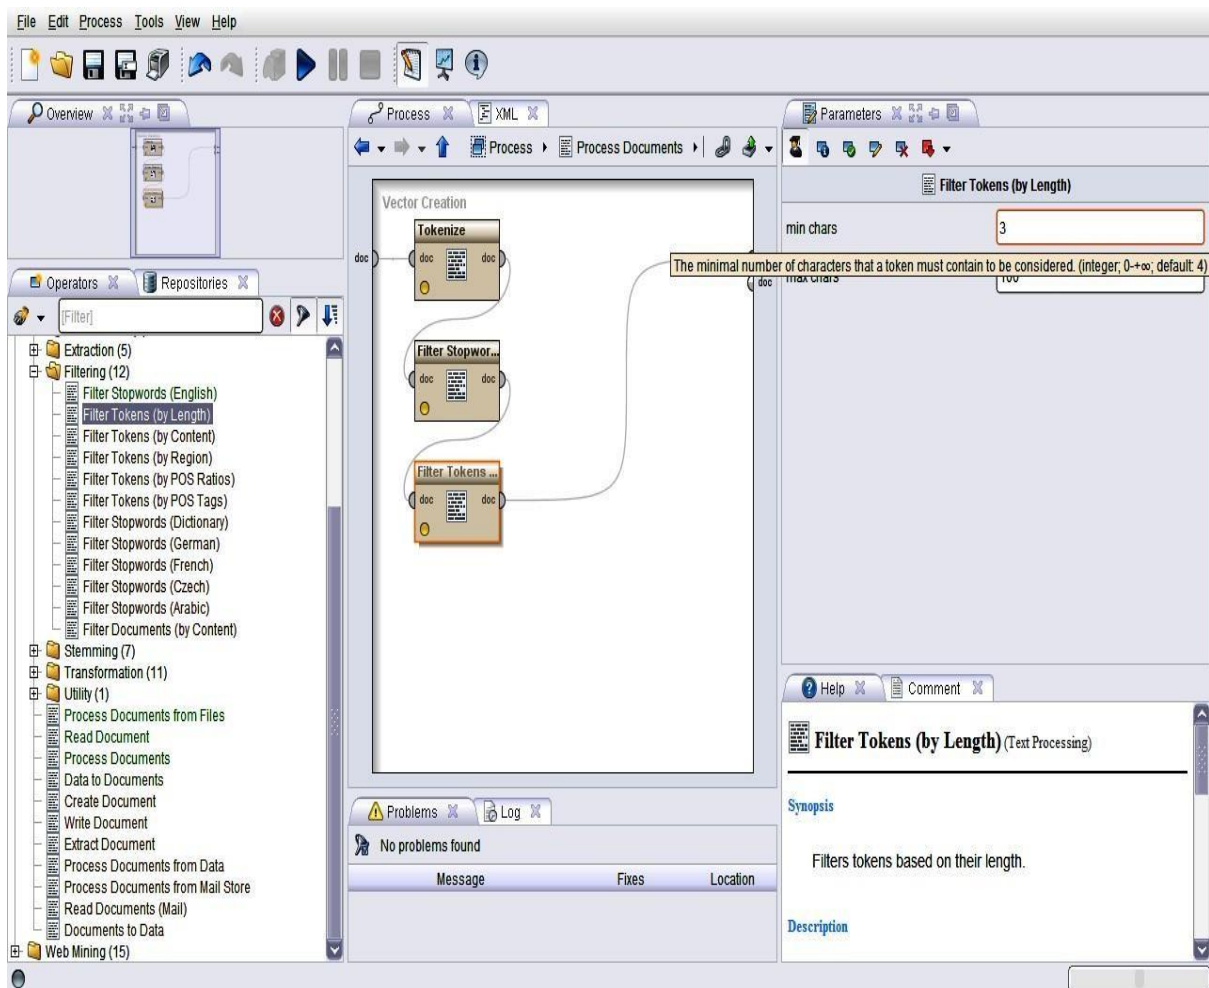 File Edit Process Tools View Help
Overview
Process
XML
Parameters
Process
Process Documents
Filter Tokens (by Length)
Vector Creation
Tokenize
doc
doc
doc
min chars
3
The minimal number of characters that a token must contain to be considered. (integer; 0-+∞; default: 4)
doc
Operators
Repositories
[Filter]
Extraction (5)
Filtering (12)
Filter Stopwords (English)
Filter Tokens (by Length)
Filter Tokens (by Content)
Filter Tokens (by Region)
Filter Tokens (by POS Ratios)
Filter Tokens (by POS Tags)
Filter Stopwords (Dictionary)
Filter Stopwords (German)
Filter Stopwords (French)
Filter Stopwords (Czech)
Filter Stopwords (Arabic)
Filter Documents (by Content)
Stemming (7)
Transformation (11)
Utility (1)
Process Documents from Files
Read Document
Process Documents
Data to Documents
Create Document
Write Document
Extract Document
Process Documents from Data
Process Documents from Mail Store
Read Documents (Mail)
Documents to Data
Web Mining (15)
Filter Stopwor...
doc
doc
Filter Tokens ...
doc
doc
max chars
100
Problems
Log
No problems found
Message
Fixes
Location
Help
Comment
Filter Tokens (by Length) (Text Processing)
Synopsis
Filters tokens based on their length.
Description